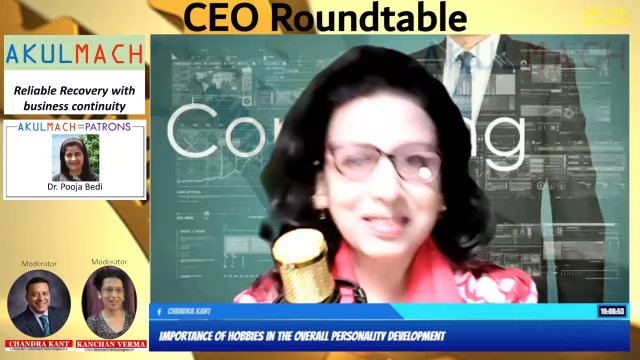 CEO Roundtable
AKULMACH
Reliable Recovery with
business continuity
AKULMACH=PATRONS
Dr. Pooja Bedi
Moderator
CHANDRA KANT
Moderator
KANCHAN VERMA
CHANDRA KANT
19:08:53
IMPORTANCE OF HOBBIES IN THE OVERALL PERSONALITY DEVELOPMENT